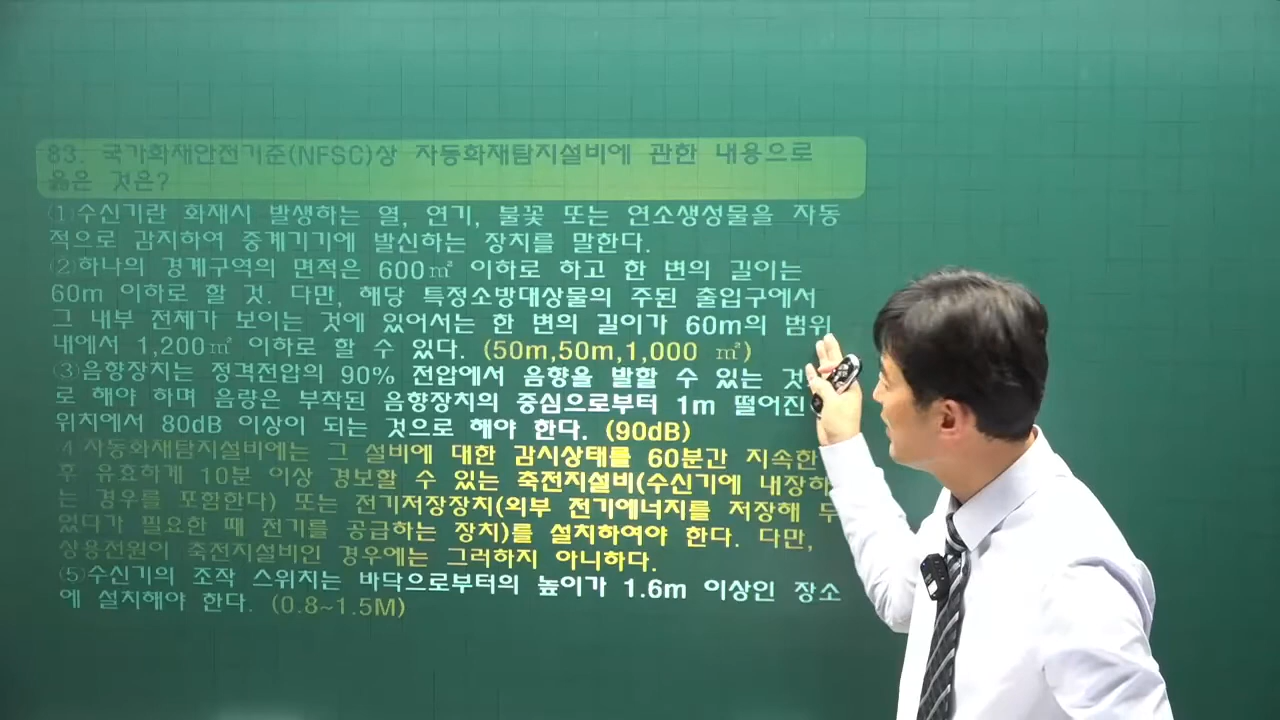 83. 국가화재안전기준(NFSC)상 자동화재탐지설비에 관한 내용으로
옳은 것은?
(1)수신기란 화재시 발생하는 열, 연기, 불꽃 또는 연소생성물을 자동
적으로 감지하여 중계기기에 발신하는 장치를 말한다.
(2)하나의 경계구역의 면적은 600㎡ 이하로 하고 한 변의 길이는
60m 이하로 할 것. 다만, 해당 특정소방대상물의 주된 출입구에서
그 내부 전체가 보이는 것에 있어서는 한 변의 길이가 60m의 범위
내에서 1,200㎡ 이하로 할 수 있다. (50m,50m,1,000 ㎡)
(3)음향장치는 정격전압의 90% 전압에서 음향을 발할 수 있는 것
로 해야 하며 음량은 부착된 음향장치의 중심으로부터 1m 떨어진
위치에서 80dB 이상이 되는 것으로 해야 한다. (90dB)
4 자동화재탐지설비에는 그 설비에 대한 감시상태를 60분간 지속한
후 유효하게 10분 이상 경보할 수 있는 축전지설비(수신기에 내장하
는 경우를 포함한다) 또는 전기저장장치(외부 전기에너지를 저장해 두
었다가 필요한 때 전기를 공급하는 장치)를 설치하여야 한다. 다만,
상용전원이 축전지설비인 경우에는 그러하지 아니하다.
(5)수신기의 조작 스위치는 바닥으로부터의 높이가 1.6m 이상인 장소
에 설치해야 한다. (0.8~1.5M)